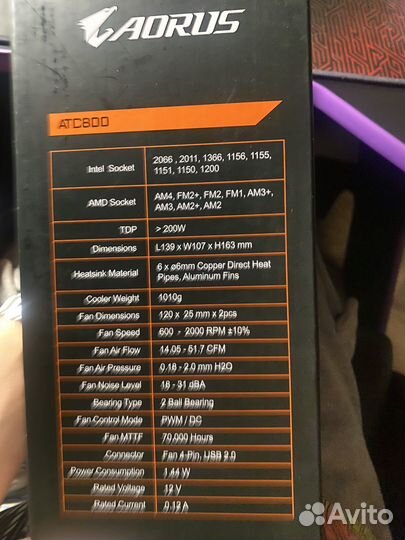 AORUS
ATC800
Intel Socket 2066 , 2011, 1366, 1156, 1155,
1151, 1150, 1200
AMD Socket AM4, FM2+, FM2, FM1, AM3+,
AM3, AM2+, AM2
TDP > 200W
Dimensions L139 x W107 x H163 mm
Heatsink Material 6 x ø6mm Copper Direct Heat
Pipes, Aluminum Fins
Cooler Weight 1010g
Fan Dimensions 120 x 25 mm x 2pcs
Fan Speed 600 - 2000 RPM ±10%
Fan Air Flow 14.05 - 51.7 CFM
Fan Air Pressure 0.18 - 2.0 mm H2O
Fan Noise Level 18 - 31 dBA
Bearing Type 2 Ball Bearing
Fan Control Mode PWM / DC
Fan MTTF 70,000 Hours
Connector Fan 4-Pin, USB 2.0
Power Consumption 1.44 W
Rated Voltage 12 V
Rated Current 0.12 A
Avito